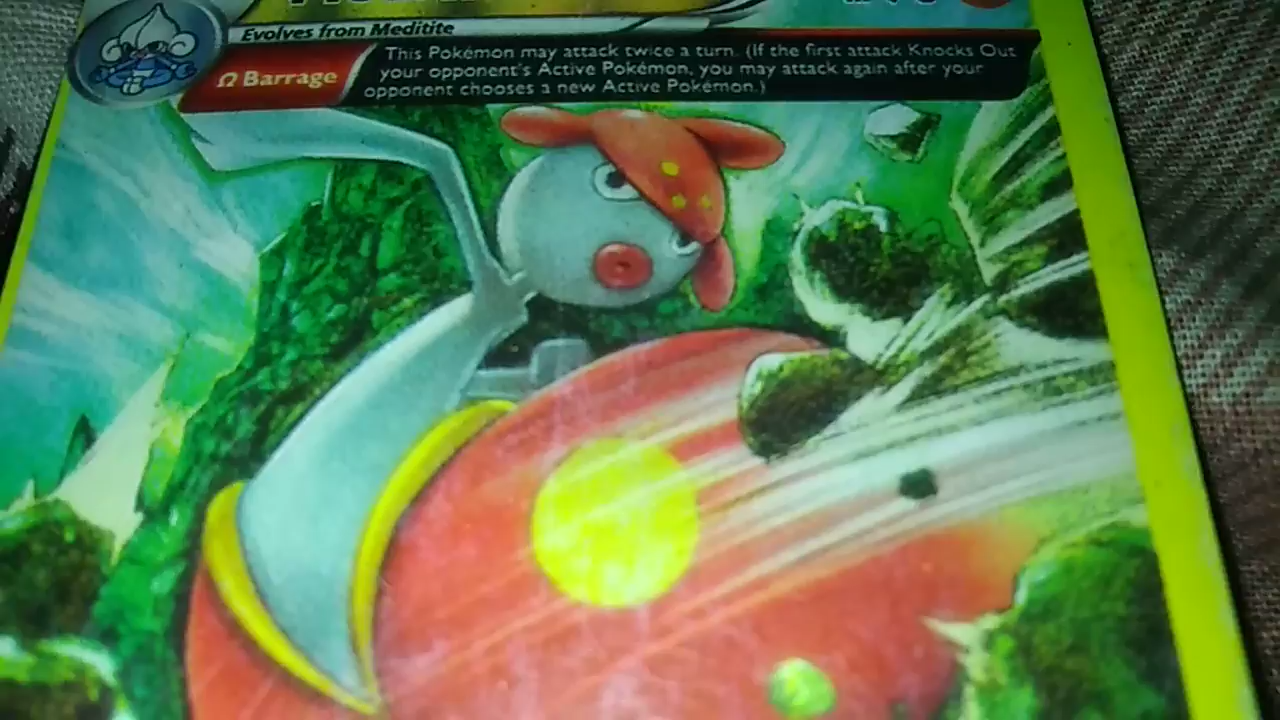 Evolves from Meditite
Ω Barrage
This Pokémon may attack twice a turn. (If the first attack Knocks Out
your opponent's Active Pokémon, you may attack again after your
opponent chooses a new Active Pokémon.)